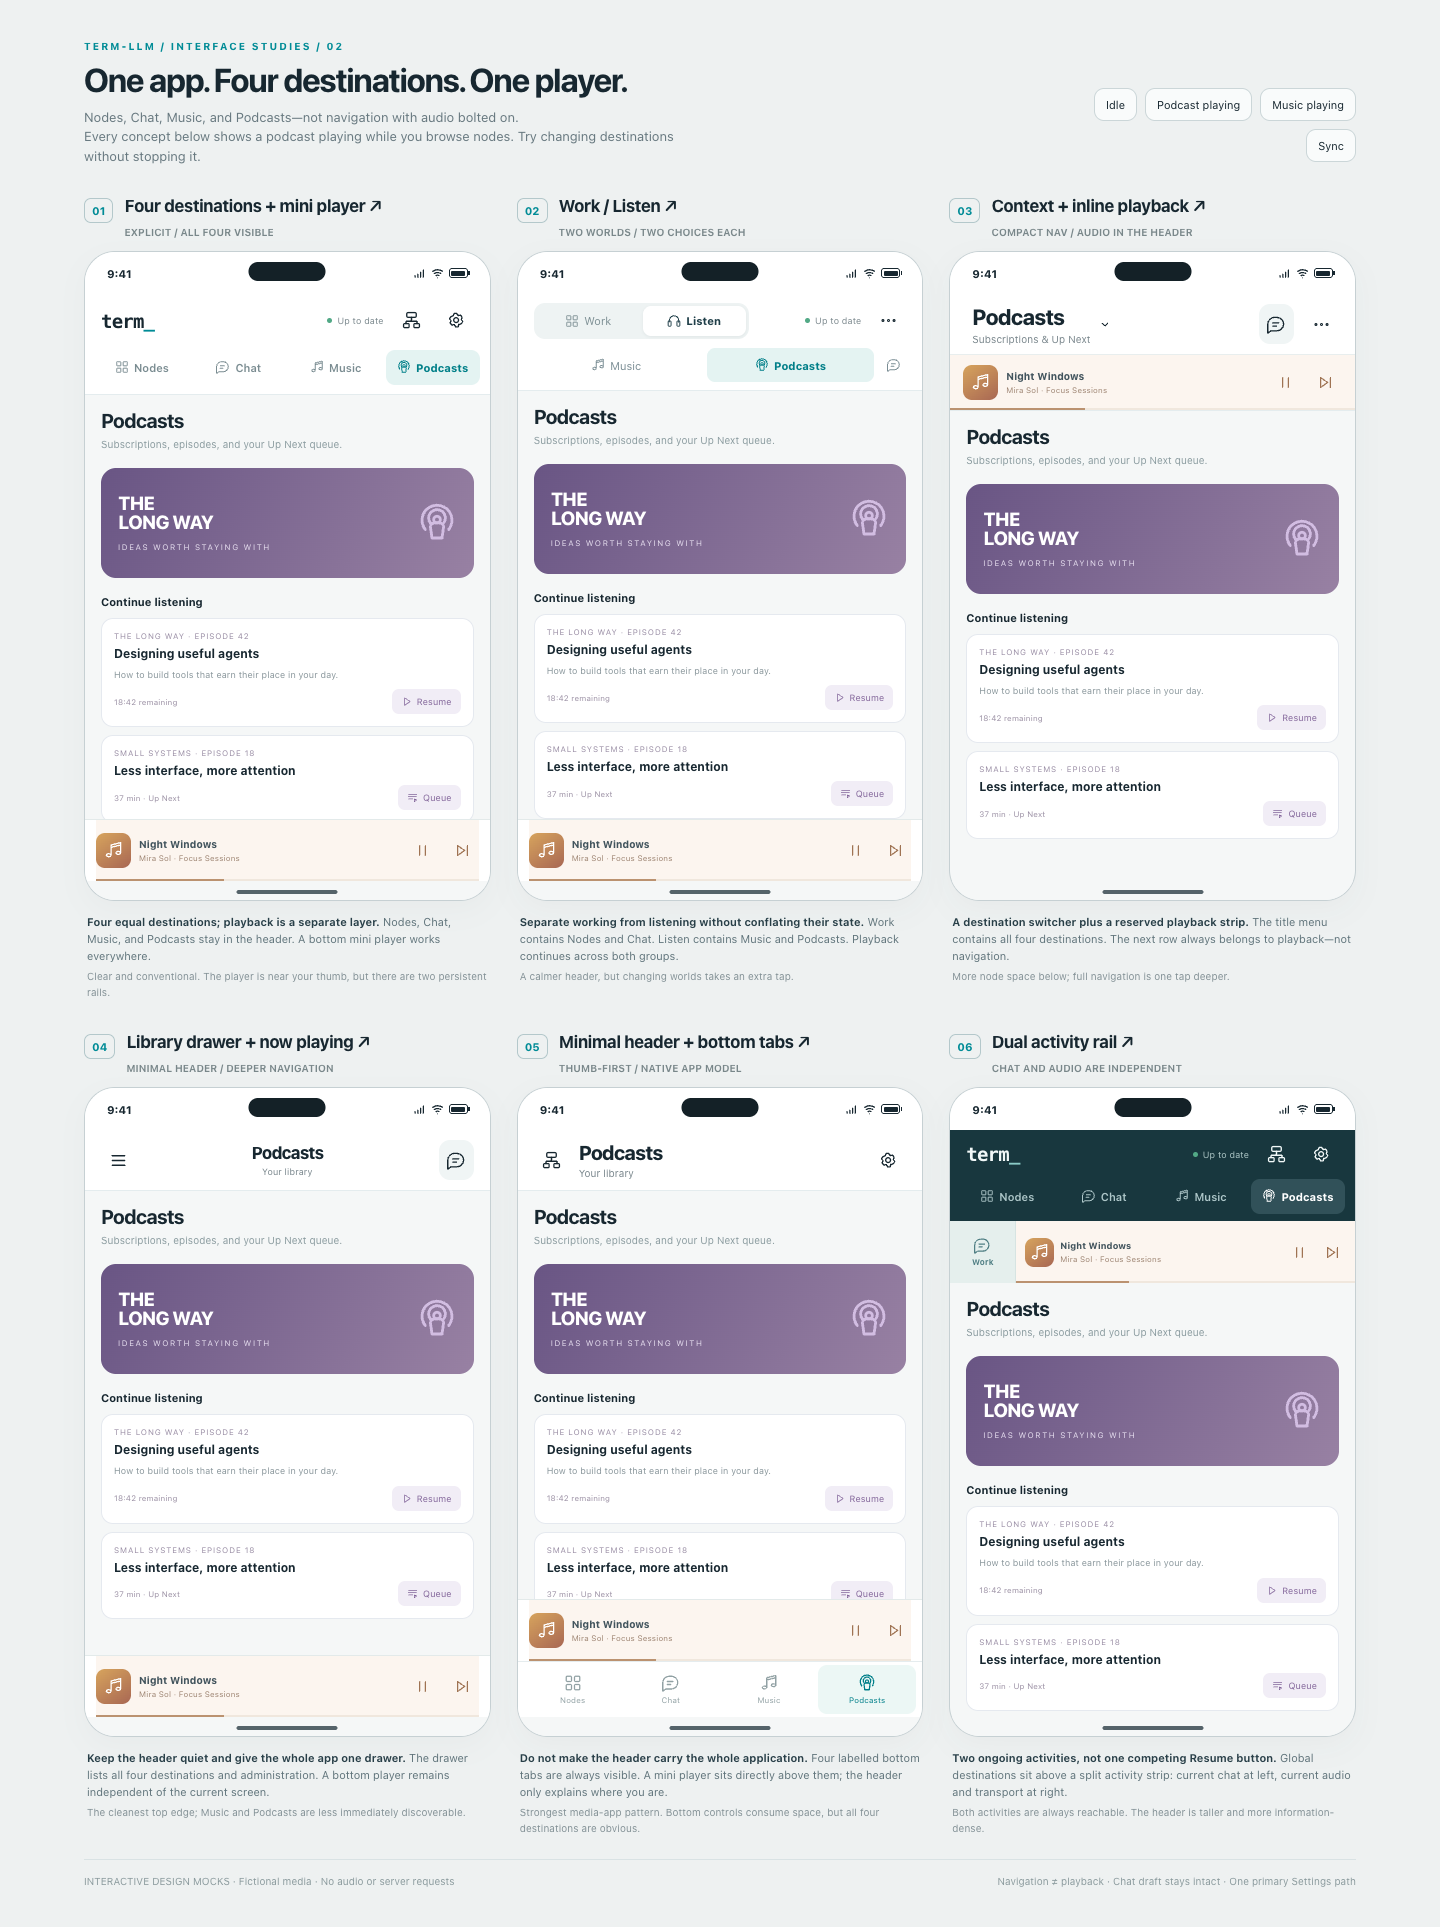 TERM-LLM / INTERFACE STUDIES / 02
One app. Four destinations. One player.
Nodes, Chat, Music, and Podcasts—not navigation with audio bolted on.
Every concept below shows a podcast playing while you browse nodes. Try changing destinations
without stopping it.
Idle
Podcast playing
Music playing
Sync
01
Four destinations + mini player ↗
EXPLICIT / ALL FOUR VISIBLE
9:41
term_
Up to date
Nodes
Chat
Music
Podcasts
Podcasts
Subscriptions, episodes, and your Up Next queue.
THE
LONG WAY
IDEAS WORTH STAYING WITH
Continue listening
THE LONG WAY · EPISODE 42
Designing useful agents
How to build tools that earn their place in your day.
18:42 remaining
Resume
SMALL SYSTEMS · EPISODE 18
Less interface, more attention
37 min · Up Next
Queue
Night Windows
Mira Sol · Focus Sessions
Four equal destinations; playback is a separate layer. Nodes, Chat,
Music, and Podcasts stay in the header. A bottom mini player works
everywhere.
Clear and conventional. The player is near your thumb, but there are two persistent
rails.
02
Work / Listen ↗
TWO WORLDS / TWO CHOICES EACH
9:41
Work
Listen
Up to date
Music
Podcasts
Podcasts
Subscriptions, episodes, and your Up Next queue.
THE
LONG WAY
IDEAS WORTH STAYING WITH
Continue listening
THE LONG WAY · EPISODE 42
Designing useful agents
How to build tools that earn their place in your day.
18:42 remaining
Resume
SMALL SYSTEMS · EPISODE 18
Less interface, more attention
37 min · Up Next
Queue
Night Windows
Mira Sol · Focus Sessions
Separate working from listening without conflating their state. Work
contains Nodes and Chat. Listen contains Music and Podcasts. Playback
continues across both groups.
A calmer header, but changing worlds takes an extra tap.
03
Context + inline playback ↗
COMPACT NAV / AUDIO IN THE HEADER
9:41
Podcasts
Subscriptions & Up Next
Night Windows
Mira Sol · Focus Sessions
Podcasts
Subscriptions, episodes, and your Up Next queue.
THE
LONG WAY
IDEAS WORTH STAYING WITH
Continue listening
THE LONG WAY · EPISODE 42
Designing useful agents
How to build tools that earn their place in your day.
18:42 remaining
Resume
SMALL SYSTEMS · EPISODE 18
Less interface, more attention
37 min · Up Next
Queue
A destination switcher plus a reserved playback strip. The title menu
contains all four destinations. The next row always belongs to playback—not
navigation.
More node space below; full navigation is one tap deeper.
04
Library drawer + now playing ↗
MINIMAL HEADER / DEEPER NAVIGATION
9:41
Podcasts
Your library
Podcasts
Subscriptions, episodes, and your Up Next queue.
THE
LONG WAY
IDEAS WORTH STAYING WITH
Continue listening
THE LONG WAY · EPISODE 42
Designing useful agents
How to build tools that earn their place in your day.
18:42 remaining
Resume
SMALL SYSTEMS · EPISODE 18
Less interface, more attention
37 min · Up Next
Queue
Night Windows
Mira Sol · Focus Sessions
Keep the header quiet and give the whole app one drawer. The drawer
lists all four destinations and administration. A bottom player remains
independent of the current screen.
The cleanest top edge; Music and Podcasts are less immediately discoverable.
05
Minimal header + bottom tabs ↗
THUMB-FIRST / NATIVE APP MODEL
9:41
Podcasts
Your library
Podcasts
Subscriptions, episodes, and your Up Next queue.
THE
LONG WAY
IDEAS WORTH STAYING WITH
Continue listening
THE LONG WAY · EPISODE 42
Designing useful agents
How to build tools that earn their place in your day.
18:42 remaining
Resume
SMALL SYSTEMS · EPISODE 18
Less interface, more attention
37 min · Up Next
Queue
Night Windows
Mira Sol · Focus Sessions
Nodes
Chat
Music
Podcasts
Do not make the header carry the whole application. Four labelled bottom
tabs are always visible. A mini player sits directly above them; the header
only explains where you are.
Strongest media-app pattern. Bottom controls consume space, but all four
destinations are obvious.
06
Dual activity rail ↗
CHAT AND AUDIO ARE INDEPENDENT
9:41
term_
Up to date
Nodes
Chat
Music
Podcasts
Work
Night Windows
Mira Sol · Focus Sessions
Podcasts
Subscriptions, episodes, and your Up Next queue.
THE
LONG WAY
IDEAS WORTH STAYING WITH
Continue listening
THE LONG WAY · EPISODE 42
Designing useful agents
How to build tools that earn their place in your day.
18:42 remaining
Resume
SMALL SYSTEMS · EPISODE 18
Less interface, more attention
37 min · Up Next
Queue
Two ongoing activities, not one competing Resume button. Global
destinations sit above a split activity strip: current chat at left, current audio
and transport at right.
Both activities are always reachable. The header is taller and more information-
dense.
INTERACTIVE DESIGN MOCKS · Fictional media · No audio or server requests
Navigation ≠ playback · Chat draft stays intact · One primary Settings path